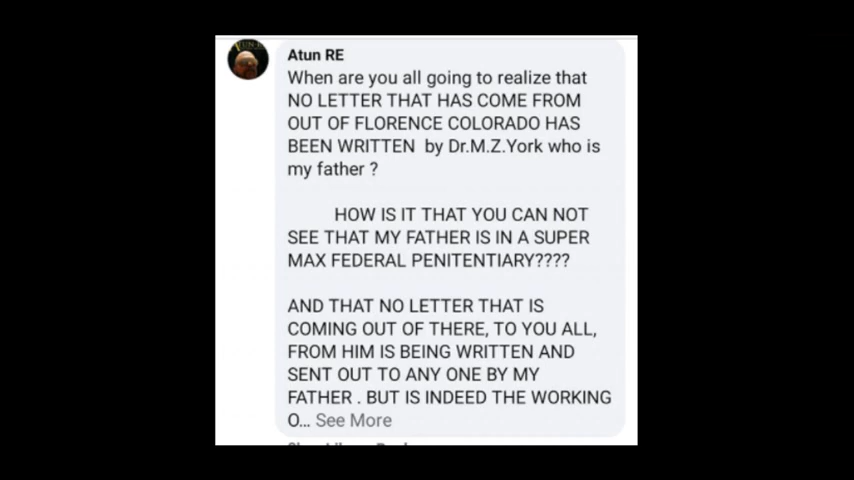 Atun RE
When are you all going to realize that
NO LETTER THAT HAS COME FROM
OUT OF FLORENCE COLORADO HAS
BEEN WRITTEN by Dr.M.Z.York who is
my father ?
HOW IS IT THAT YOU CAN NOT
SEE THAT MY FATHER IS IN A SUPER
MAX FEDERAL PENITENTIARY????
AND THAT NO LETTER THAT IS
COMING OUT OF THERE, TO YOU ALL,
FROM HIM IS BEING WRITTEN AND
SENT OUT TO ANY ONE BY MY
FATHER . BUT IS INDEED THE WORKING
O... See More